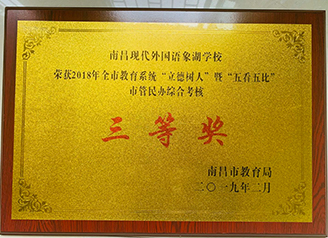 南昌现代外国语象湖学校
荣获2018年全市教育系统“立德树人”暨“五看五比”
市管民办综合考核
三等奖
南昌市教育局
二〇一九年二月